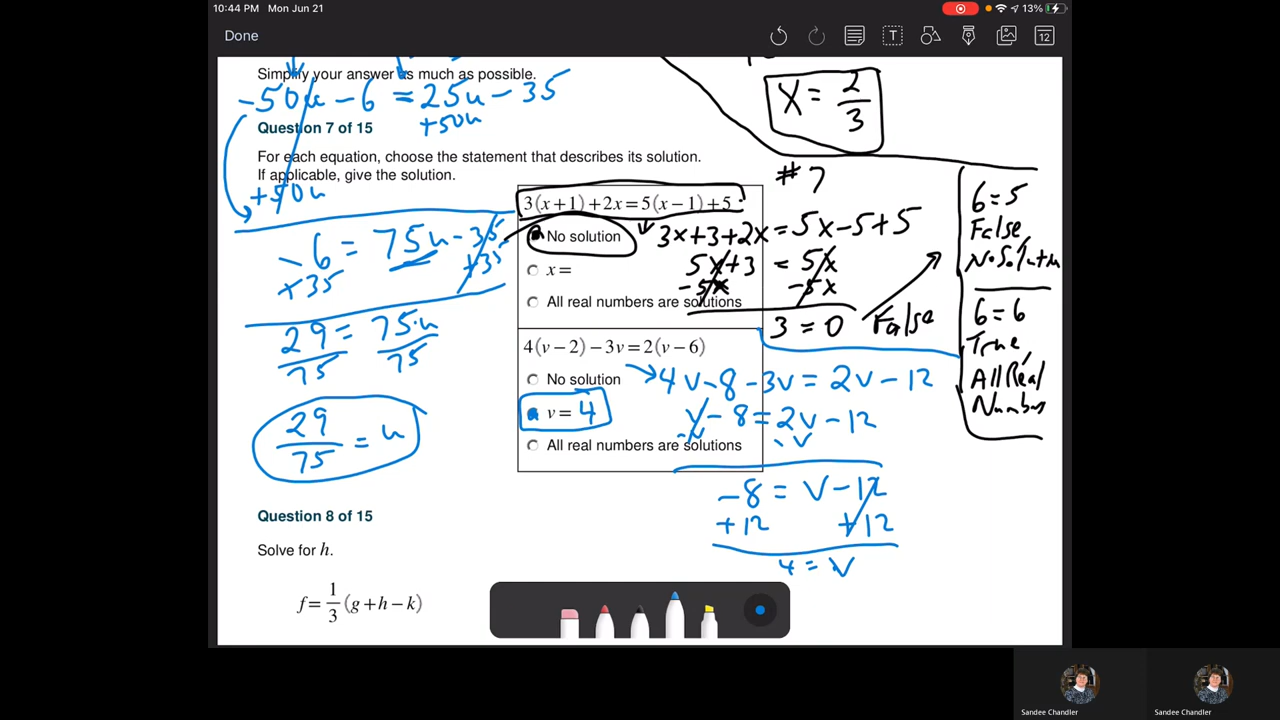 10:44 PM Mon Jun 21
13%
Done
T
12
Simplify your answer as much as possible.
-50u - 6 = 25u - 35
+50u
+50u
Question 7 of 15
For each equation, choose the statement that describes its solution.
If applicable, give the solution.
-6 = 75u - 35
+35 +35
29 = 75·u
75 75
29
75 = u
X = 2
3
#7
3(x+1)+2x=5(x−1)+5
No solution
x=
All real numbers are solutions
3x+3+2x = 5x-5+5
5x+3 = 5x
-5x -5x
3 = 0 False
4(v−2)−3v=2(v−6)
No solution
v= 4
All real numbers are solutions
4v-8-3v = 2v-12
v-8 = 2v-12
-v -v
-8 = v-12
+12 +12
4 = v
6=5
False,
6=6
True,
All Real
Question 8 of 15
Solve for h.
f=1/3(g+h−k)
Sandee Chandler
Sandee Chandler